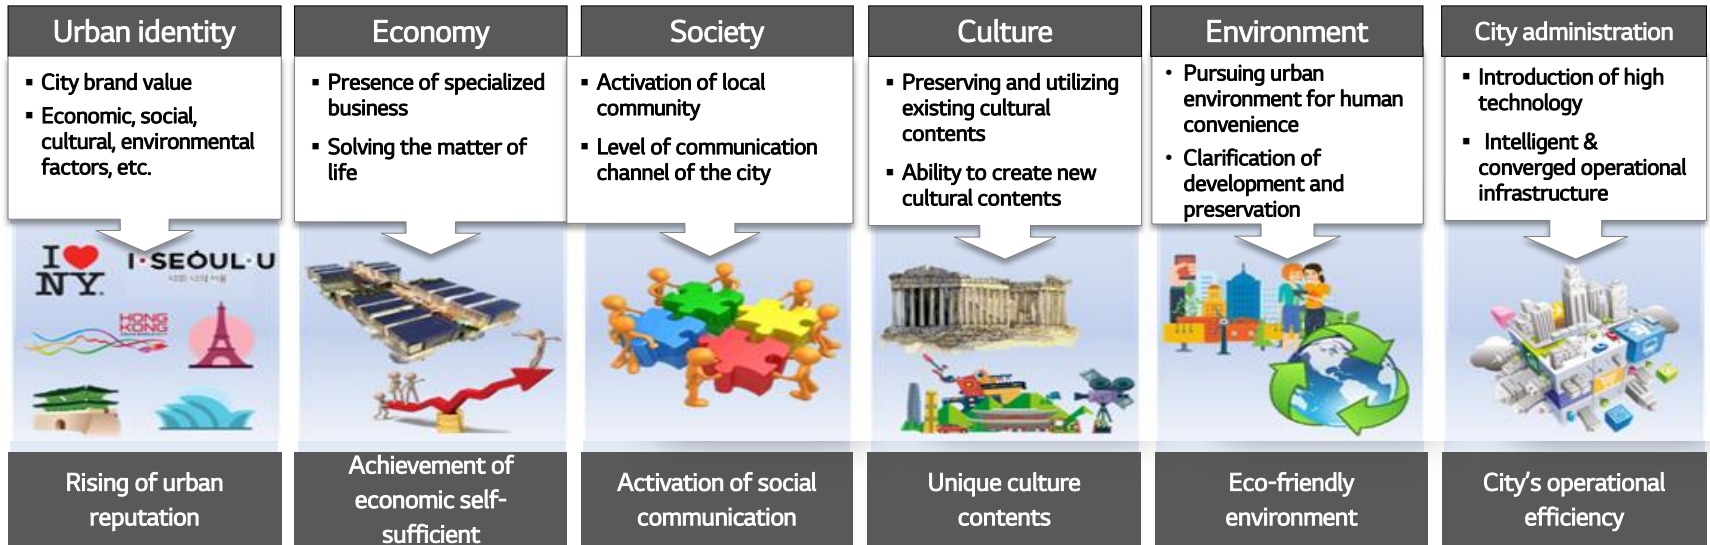 Urban identity
▪ City brand value
▪ Economic, social,
cultural, environmental
factors, etc.
I ❤ NY.
I·SEOUL·U
HONG
KONG
Rising of urban
reputation
Economy
▪ Presence of specialized
business
▪ Solving the matter of
life
Achievement of
economic self-
sufficient
Society
▪ Activation of local
community
▪ Level of communication
channel of the city
Activation of social
communication
Culture
▪ Preserving and utilizing
existing cultural
contents
▪ Ability to create new
cultural contents
Unique culture
contents
Environment
• Pursuing urban
environment for human
convenience
• Clarification of
development and
preservation
Eco-friendly
environment
City administration
▪ Introduction of high
technology
▪ Intelligent &
converged operational
infrastructure
City's operational
efficiency